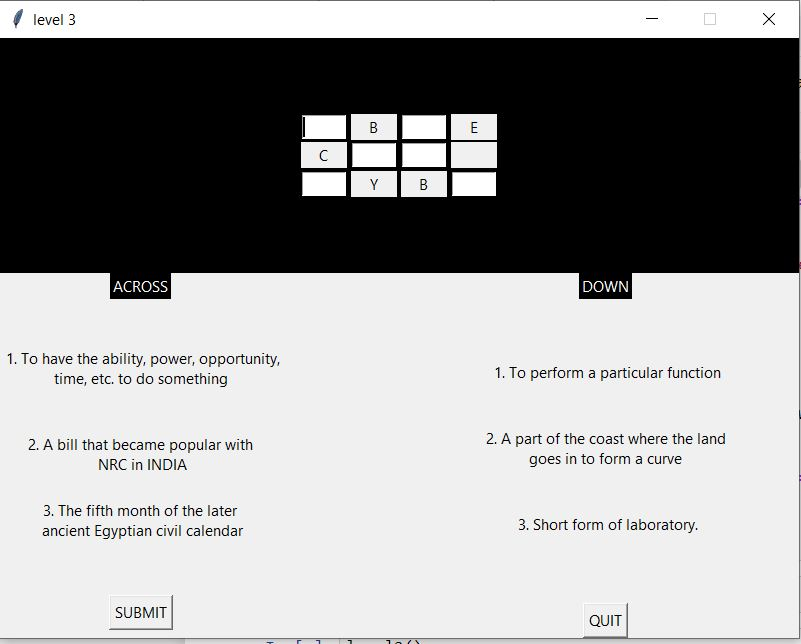 level 3
B E
C
Y B
ACROSS
DOWN
1. To have the ability, power, opportunity,
time, etc. to do something
1. To perform a particular function
2. A bill that became popular with
NRC in INDIA
2. A part of the coast where the land
goes in to form a curve
3. The fifth month of the later
ancient Egyptian civil calendar
3. Short form of laboratory.
SUBMIT
QUIT